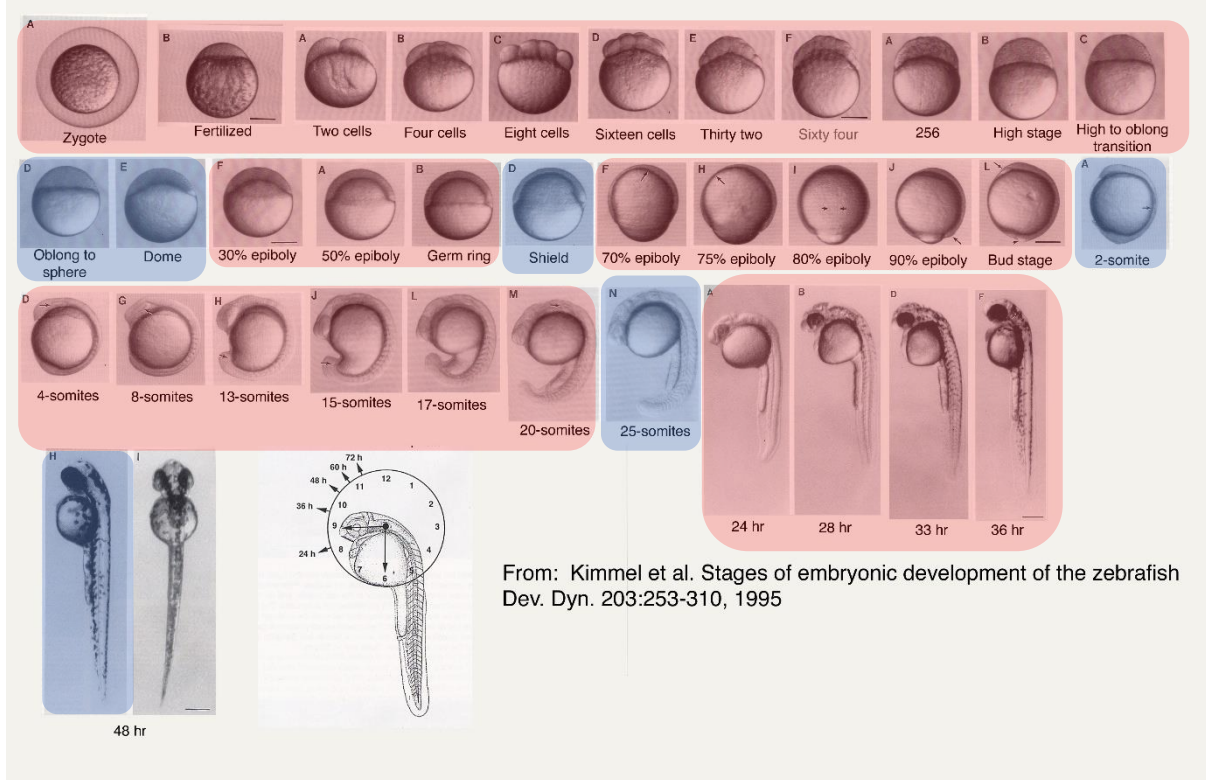 A
B
A
B
C
D
E
F
A
B
C
Zygote
Fertilized
Two cells
Four cells
Eight cells
Sixteen cells
Thirty two
Sixty four
256
High stage
High to oblong
transition
D
E
F
A
B
D
F
H
I
J
L
A
Oblong to
sphere
Dome
30% epiboly
50% epiboly
Germ ring
Shield
70% epiboly
75% epiboly
80% epiboly
90% epiboly
Bud stage
2-somite
D
G
H
J
L
M
N
A
B
D
F
4-somites
8-somites
13-somites
15-somites
17-somites
20-somites
25-somites
24 hr
28 hr
33 hr
36 hr
H
I
48 hr
72 h
60 h
48 h
36 h
24 h
12
1
2
3
4
6
7
8
9
10
11
From: Kimmel et al. Stages of embryonic development of the zebrafish
Dev. Dyn. 203:253-310, 1995